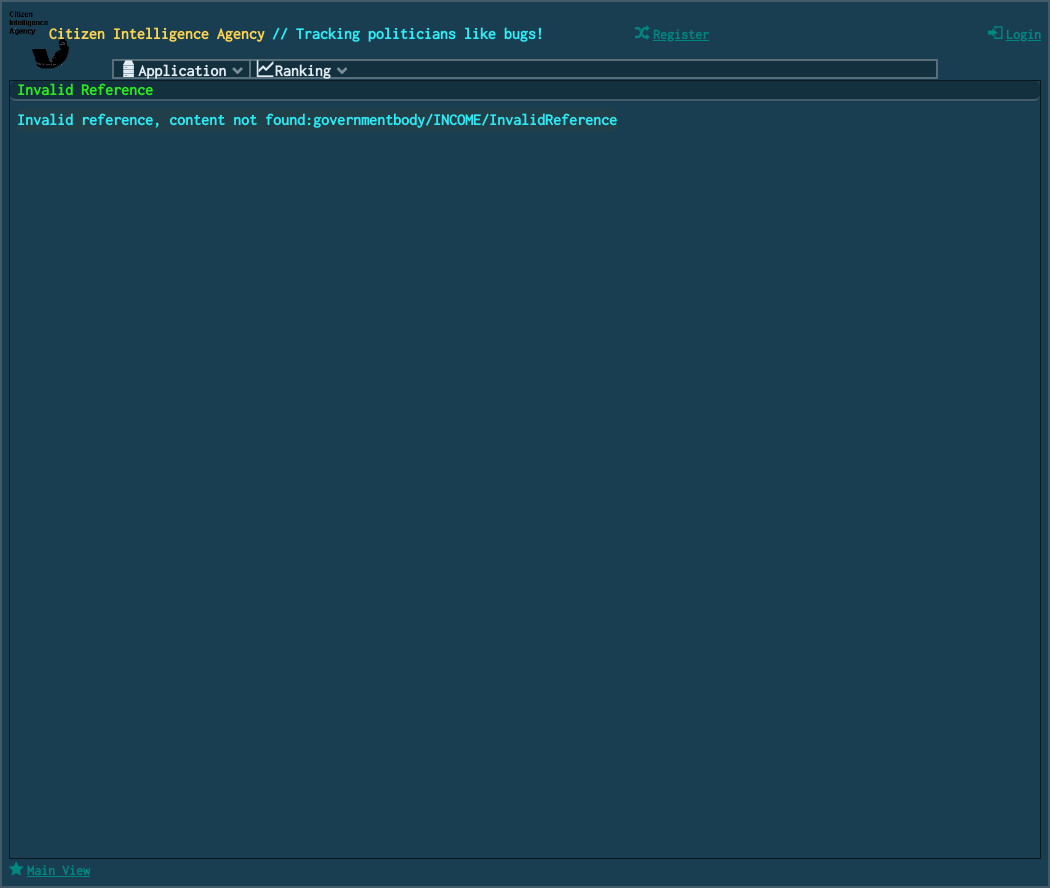 Citizen
Intelligence
Agency
Citizen Intelligence Agency // Tracking politicians like bugs!
Register
Login
Application
Ranking
Invalid Reference
Invalid reference, content not found:governmentbody/INCOME/InvalidReference
Main View